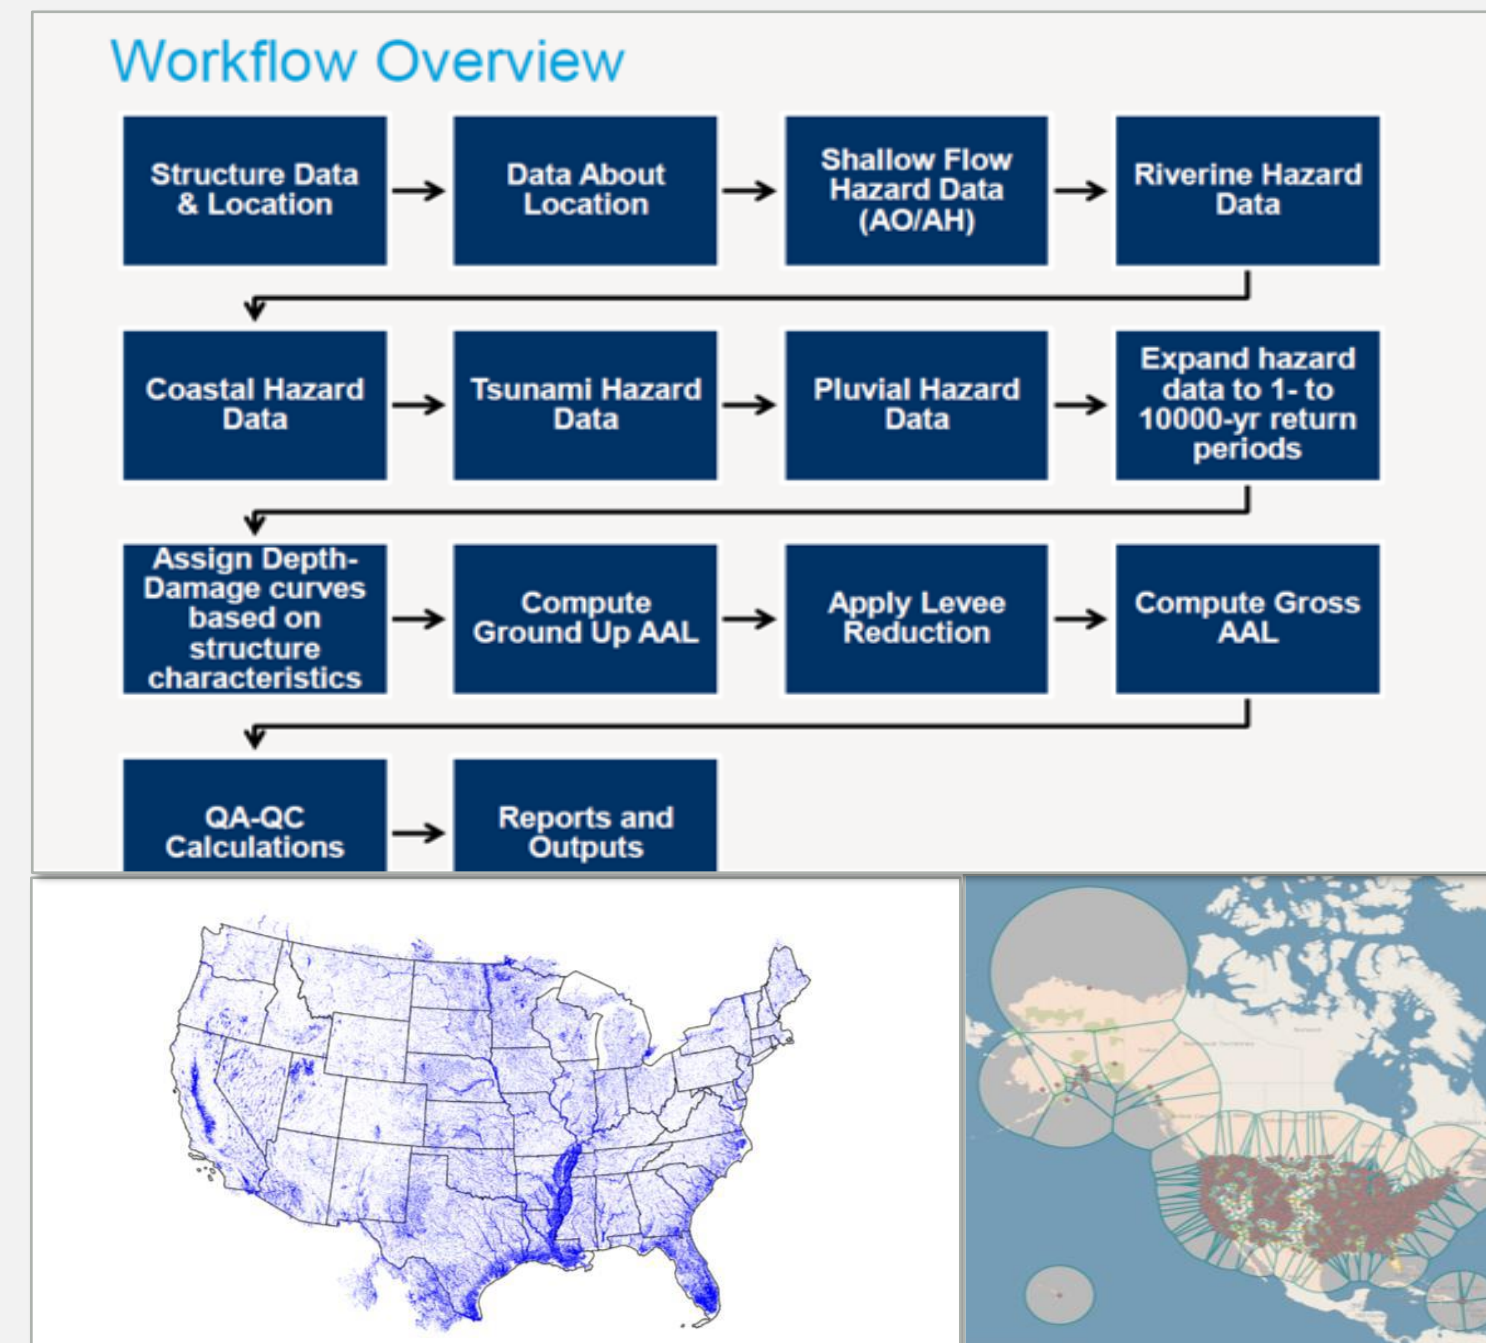 Workflow Overview
Structure Data
& Location
Data About
Location
Shallow Flow
Hazard Data
(AO/AH)
Riverine Hazard
Data
Coastal Hazard
Data
Tsunami Hazard
Data
Pluvial Hazard
Data
Expand hazard
data to 1- to
10000-yr return
periods
Assign Depth-
Damage curves
based on
structure
characteristics
Compute
Ground Up AAL
Apply Levee
Reduction
Compute Gross
AAL
QA-QC
Calculations
Reports and
Outputs